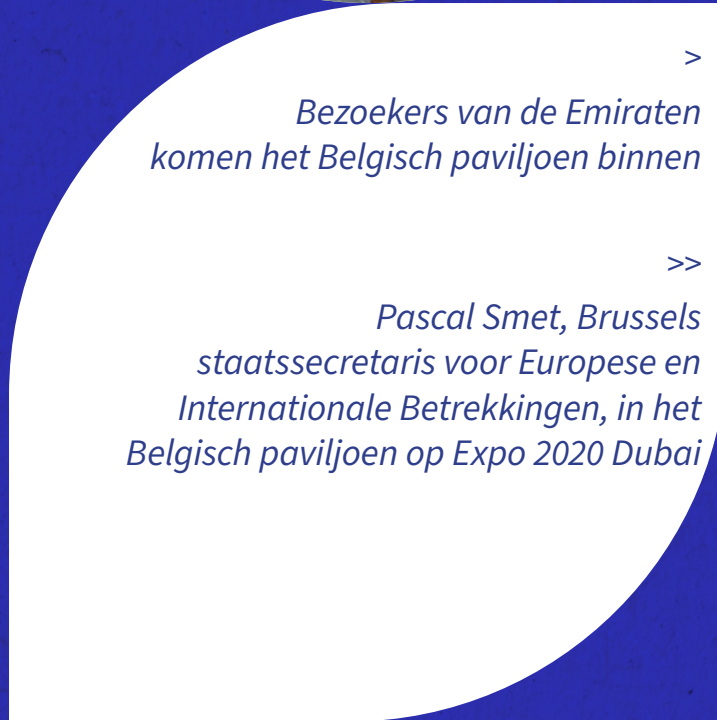 >
Bezoekers van de Emiraten
komen het Belgisch paviljoen binnen
>>
Pascal Smet, Brussels
staatssecretaris voor Europese en
Internationale Betrekkingen, in het
Belgisch paviljoen op Expo 2020 Dubai